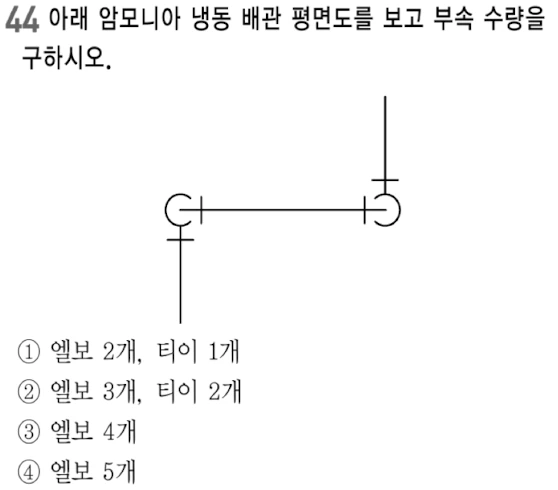 44 아래 암모니아 냉동 배관 평면도를 보고 부속 수량을
구하시오.
① 엘보 2개, 티이 1개
② 엘보 3개, 티이 2개
③ 엘보 4개
④ 엘보 5개